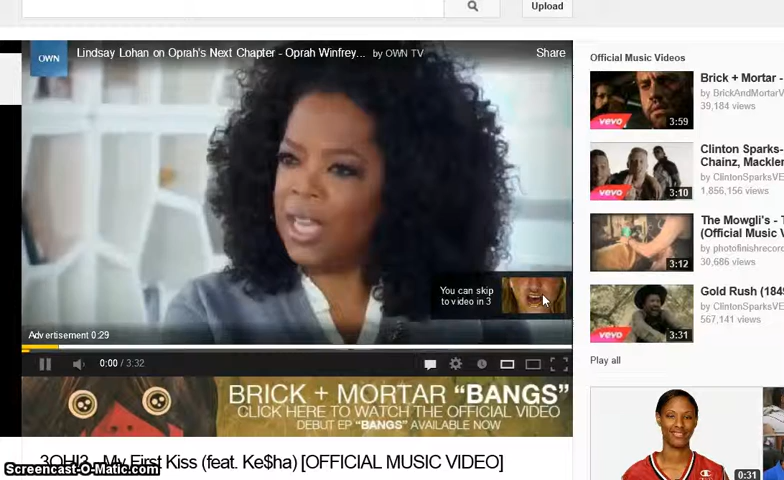 Upload
OWN
Lindsay Lohan on Oprah's Next Chapter - Oprah Winfrey... by OWN TV
Share
You can skip
to video in 3
Advertisement 0:29
0:00 / 3:32
BRICK + MORTAR “BANGS”
CLICK HERE TO WATCH THE OFFICIAL VIDEO
DEBUT EP “BANGS” AVAILABLE NOW
3OH!3 - My First Kiss (feat. Ke$ha) [OFFICIAL MUSIC VIDEO]
Screencast-O-Matic.com
Official Music Videos
vevo
3:59
Brick + Mortar -
by BrickAndMortarV
39,184 views
vevo
3:10
Clinton Sparks-
Chainz, Mackler
by ClintonSparksVE
1,856,156 views
3:12
The Mowgli's -
(Official Music V
by photofinishrecord
30,686 views
vevo
3:31
Gold Rush (1849
by ClintonSparksVE
567,141 views
Play all
0:31